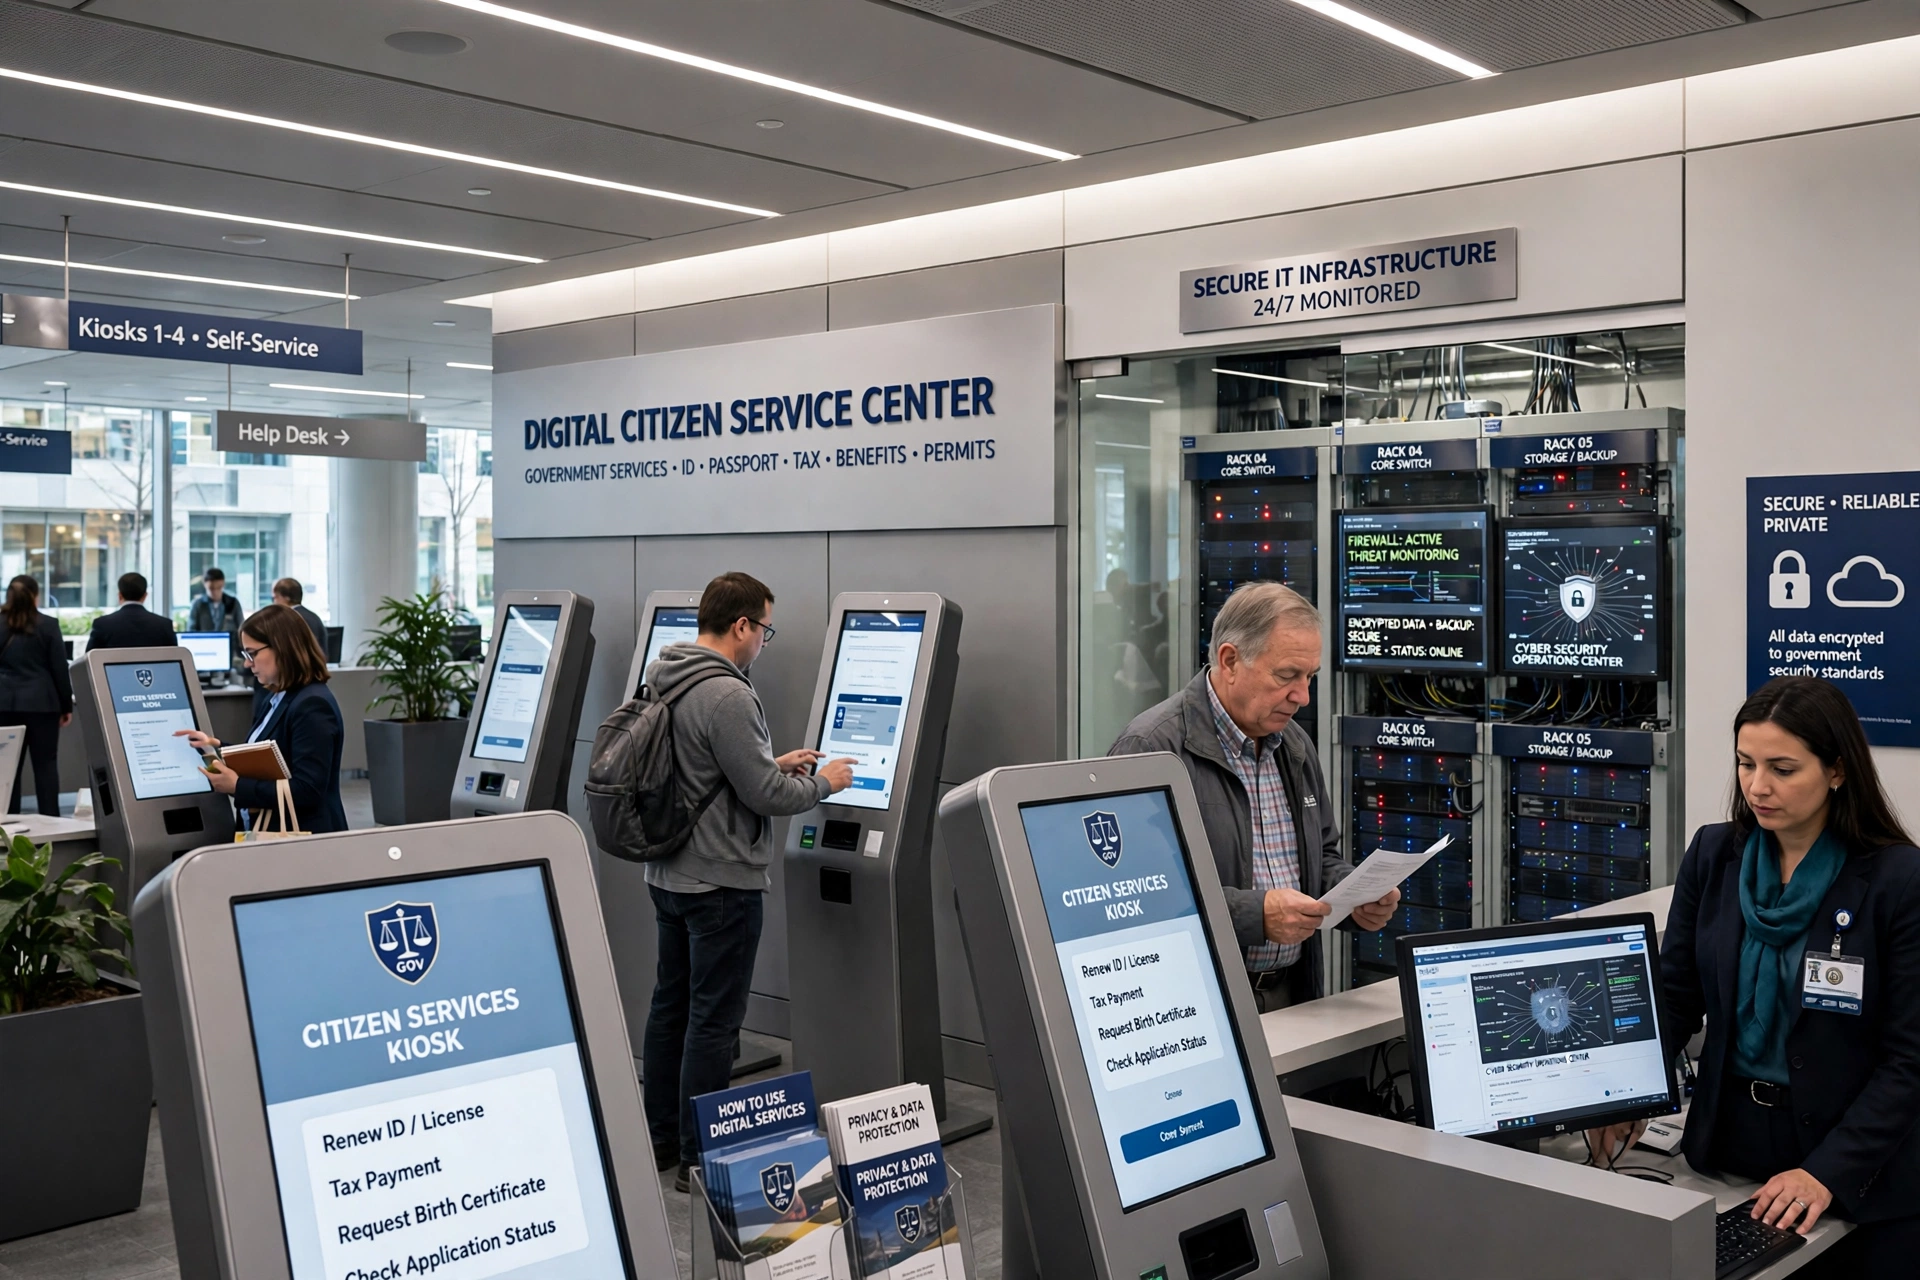 Kiosks 1-4 • Self-Service
Help Desk →
-Service
DIGITAL CITIZEN SERVICE CENTER
GOVERNMENT SERVICES • ID • PASSPORT • TAX • BENEFITS • PERMITS
SECURE IT INFRASTRUCTURE
24/7 MONITORED
RACK 04
CORE SWITCH
RACK 04
CORE SWITCH
RACK 05
STORAGE / BACKUP
FIREWALL: ACTIVE
THREAT MONITORING
ENCRYPTED DATA • BACKUP:
SECURE •
SECURE • STATUS: ONLINE
CYBER SECURITY
OPERATIONS CENTER
RACK 05
CORE SWITCH
RACK 05
STORAGE / BACKUP
SECURE • RELIABLE
PRIVATE
All data encrypted
to government
security standards
CITIZEN SERVICES
KIOSK
GOV
CITIZEN SERVICES
KIOSK
Renew ID / License
Tax Payment
Request Birth Certificate
Check Application Status
HOW TO USE
DIGITAL SERVICES
GOV
PRIVACY & DATA
PROTECTION
PRIVACY & DATA
PROTECTION
GOV
GOV
CITIZEN SERVICES
KIOSK
Renew ID / License
Tax Payment
Request Birth Certificate
Check Application Status